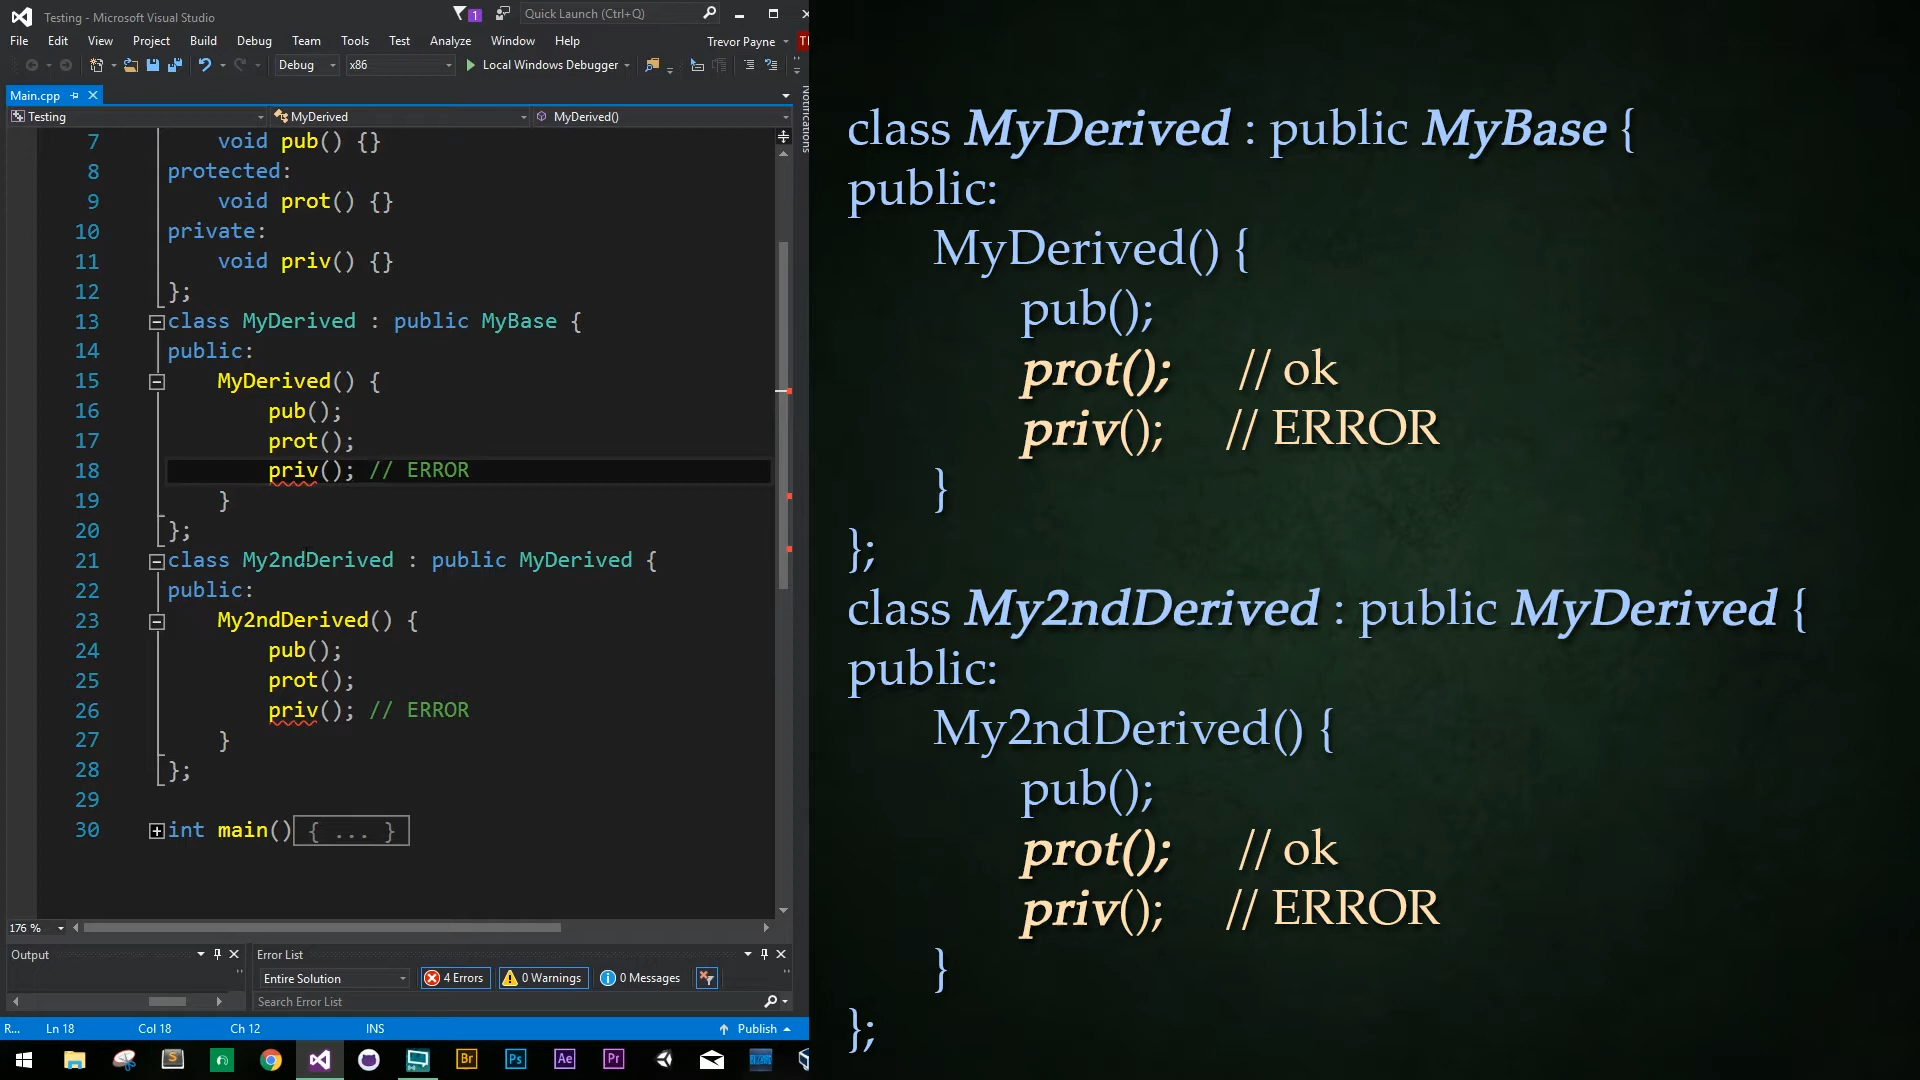 Testing - Microsoft Visual Studio
1
Quick Launch (Ctrl+Q)
File Edit View Project Build Debug Team Tools Test Analyze Window Help
Trevor Payne
Debug x86 Local Windows Debugger
Main.cpp
Notifications
Testing MyDerived MyDerived()
7 void pub() {}
8 protected:
9 void prot() {}
10 private:
11 void priv() {}
12 };
13 class MyDerived : public MyBase {
14 public:
15 MyDerived() {
16 pub();
17 prot();
18 priv(); // ERROR
19 }
20 };
21 class My2ndDerived : public MyDerived {
22 public:
23 My2ndDerived() {
24 pub();
25 prot();
26 priv(); // ERROR
27 }
28 };
29
30 int main(){ ... }
176 %
Output
Error List
Entire Solution 4 Errors 0 Warnings 0 Messages
Search Error List
R... Ln 18 Col 18 Ch 12 INS Publish
Br Ps Ae Pr
class MyDerived : public MyBase {
public:
MyDerived() {
pub();
prot(); // ok
priv(); // ERROR
}
};
class My2ndDerived : public MyDerived {
public:
My2ndDerived() {
pub();
prot(); // ok
priv(); // ERROR
}
};